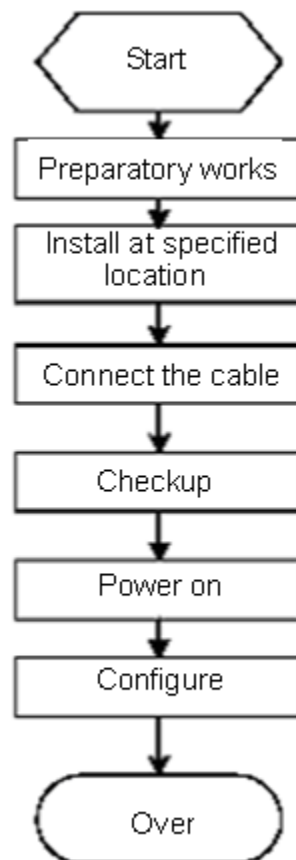 Start
Preparatory works
Install at specified
location
Connect the cable
Checkup
Power on
Configure
Over